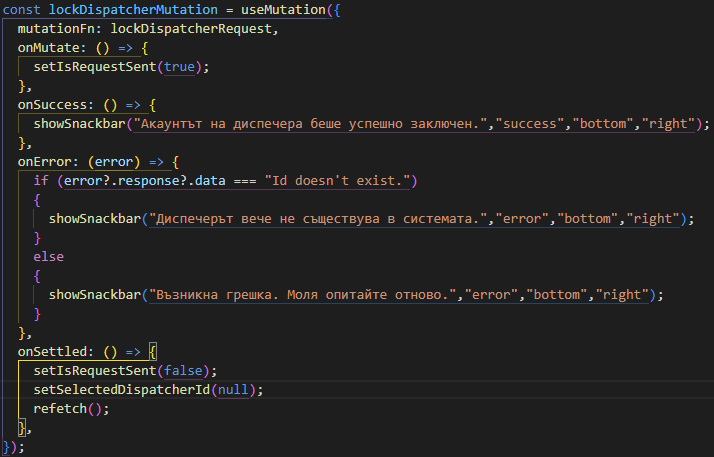 const lockDispatcherMutation = useMutation({
  mutationFn: lockDispatcherRequest,
  onMutate: () => {
    setIsRequestSent(true);
  },
  onSuccess: () => {
    showSnackbar("Акаунтът на диспечера беше успешно заключен.","success","bottom","right");
  },
  onError: (error) => {
    if (error?.response?.data === "Id doesn't exist.")
    {
      showSnackbar("Диспечерът вече не съществува в системата.","error","bottom","right");
    }
    else
    {
      showSnackbar("Възникна грешка. Моля опитайте отново.","error","bottom","right");
    }
  },
  onSettled: () => {
    setIsRequestSent(false);
    setSelectedDispatcherId(null);
    refetch();
  },
});